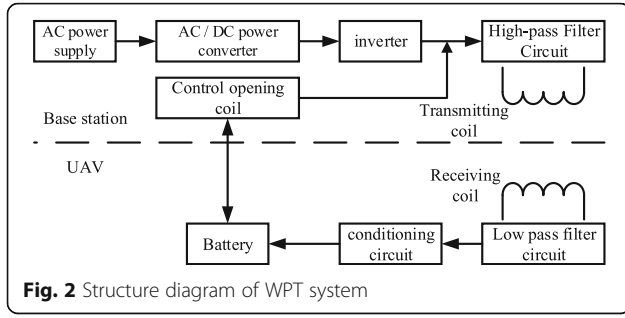 AC power
supply
AC / DC power
converter
inverter
High-pass Filter
Circuit
Control opening
coil
Transmitting
coil
Base station
UAV
Receiving
coil
Battery
conditioning
circuit
Low pass filter
circuit
Fig. 2 Structure diagram of WPT system